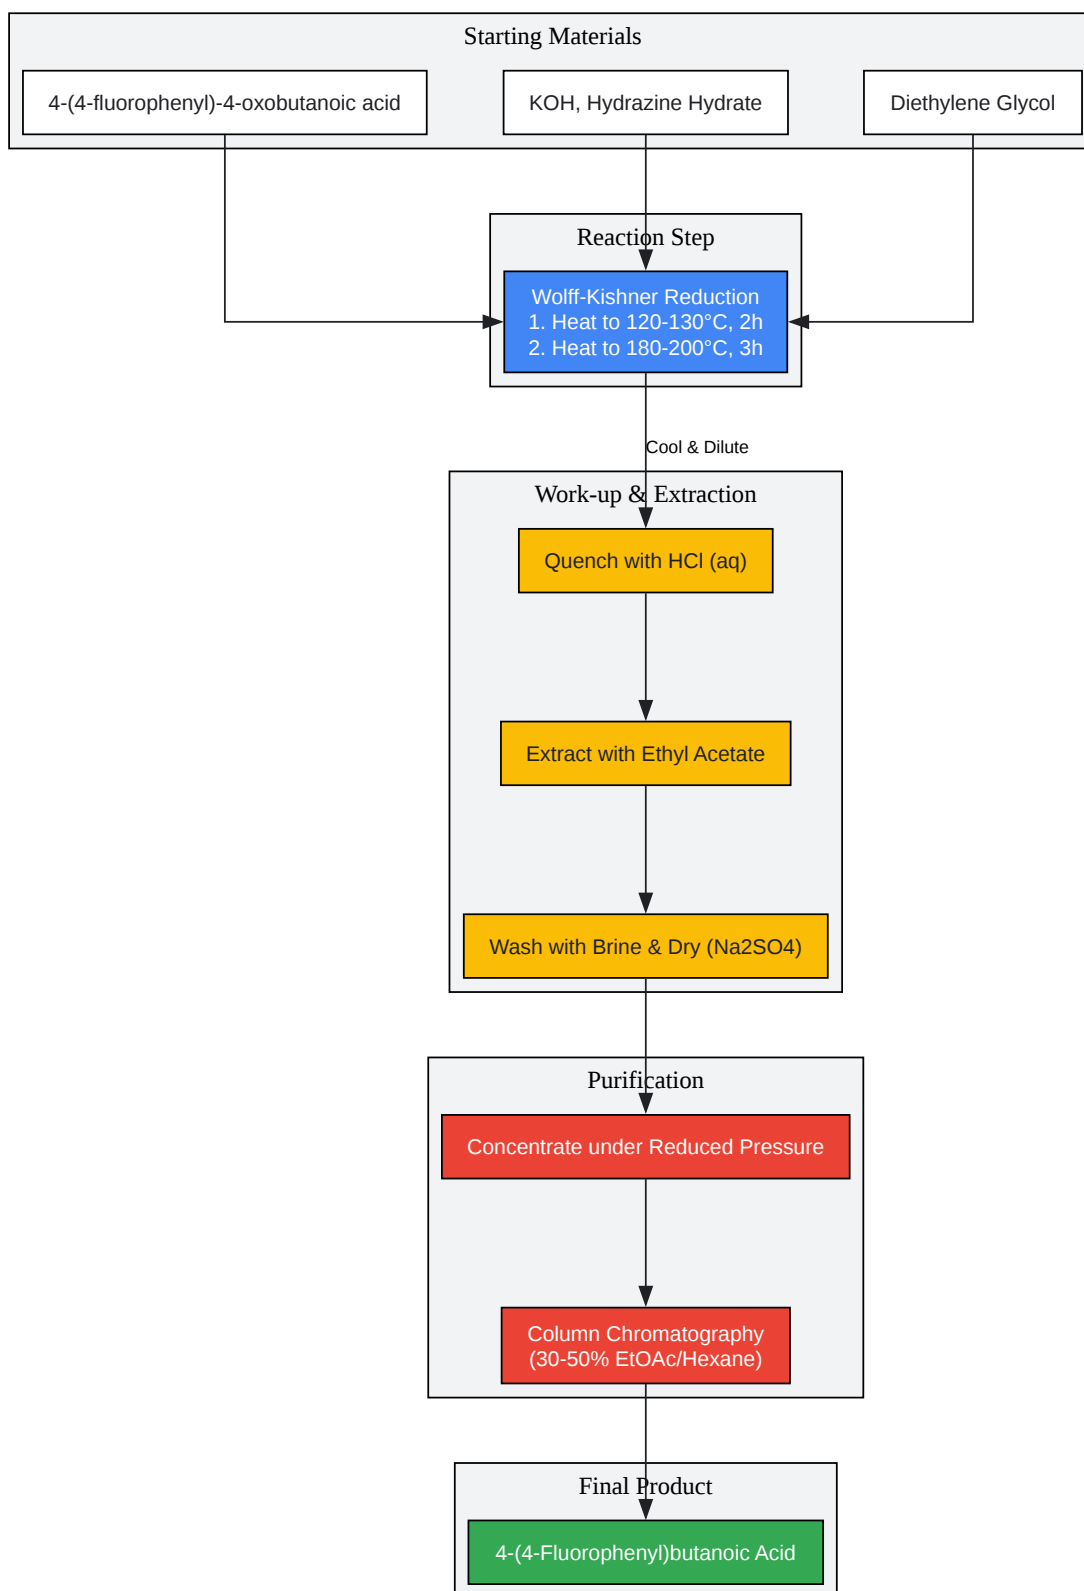 Starting Materials
4-(4-fluorophenyl)-4-oxobutanoic acid
KOH, Hydrazine Hydrate
Diethylene Glycol
Reaction Step
Wolff-Kishner Reduction
1. Heat to 120-130°C, 2h
2. Heat to 180-200°C, 3h
Cool & Dilute
Work-up & Extraction
Quench with HCl (aq)
Extract with Ethyl Acetate
Wash with Brine & Dry (Na2SO4)
Purification
Concentrate under Reduced Pressure
Column Chromatography
(30-50% EtOAc/Hexane)
Final Product
4-(4-Fluorophenyl)butanoic Acid